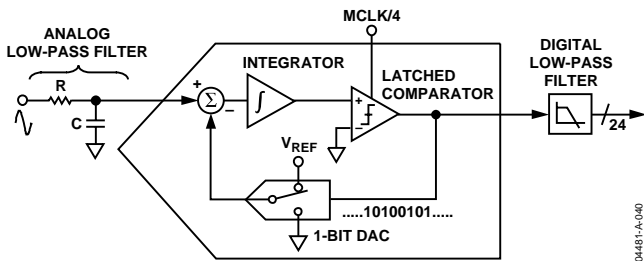 MCLK/4
ANALOG
LOW-PASS FILTER
INTEGRATOR
DIGITAL
LOW-PASS
FILTER
LATCHED
COMPARATOR
R
+
Σ
–
∫
+
–
C
24
VREF
.....10100101.....
1-BIT DAC
04481-A-040